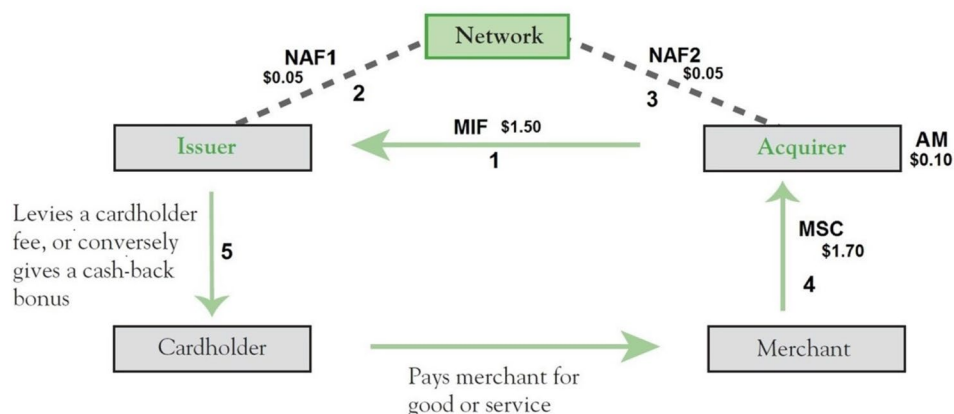 Network
NAF1
$0.05
2
NAF2
$0.05
3
Issuer
MIF $1.50
1
Acquirer
AM
$0.10
Levies a cardholder
fee, or conversely
gives a cash-back
bonus
5
MSC
$1.70
4
Cardholder
Merchant
Pays merchant for
good or service